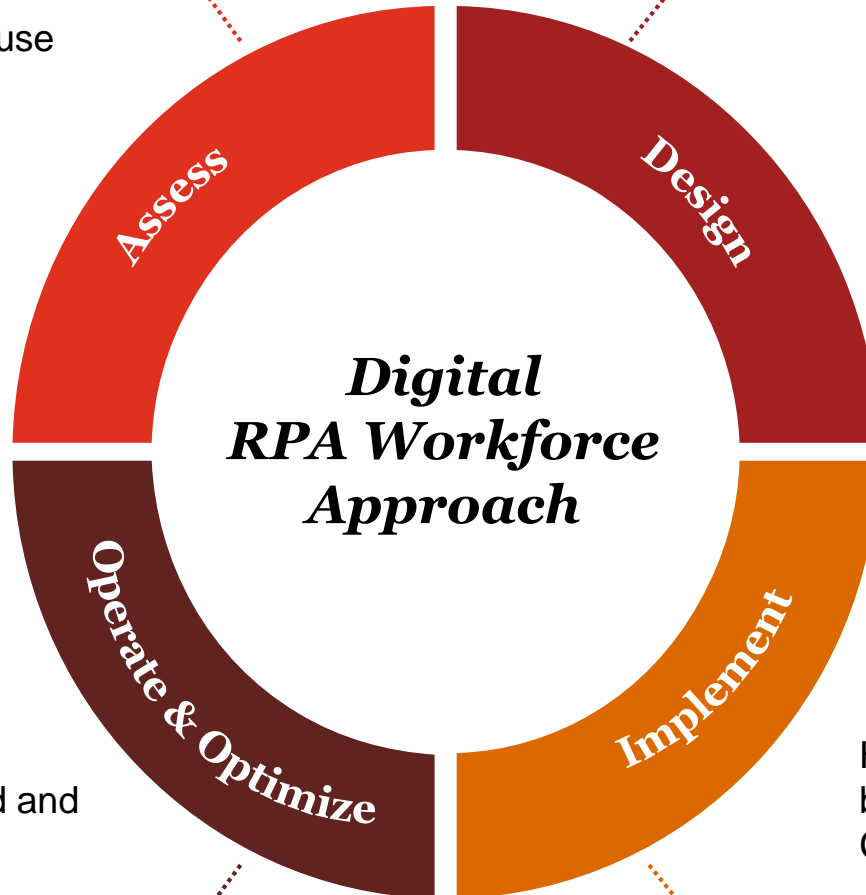 use
Assess
Design
Digital
RPA Workforce
Approach
Operate & Optimize
Implement
and